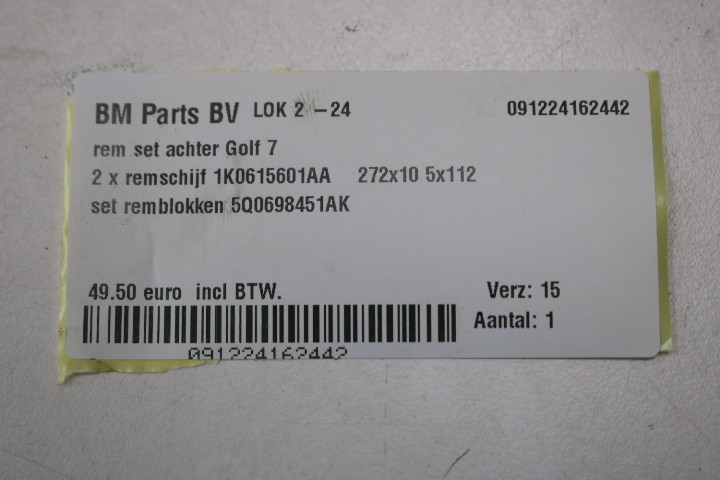 BM Parts BV LOK 2 -24 091224162442
rem set achter Golf 7
2 x remschijf 1K0615601AA 272x10 5x112
set remblokken 5Q0698451AK
49.50 euro incl BTW. Verz: 15
Aantal: 1
091224162442